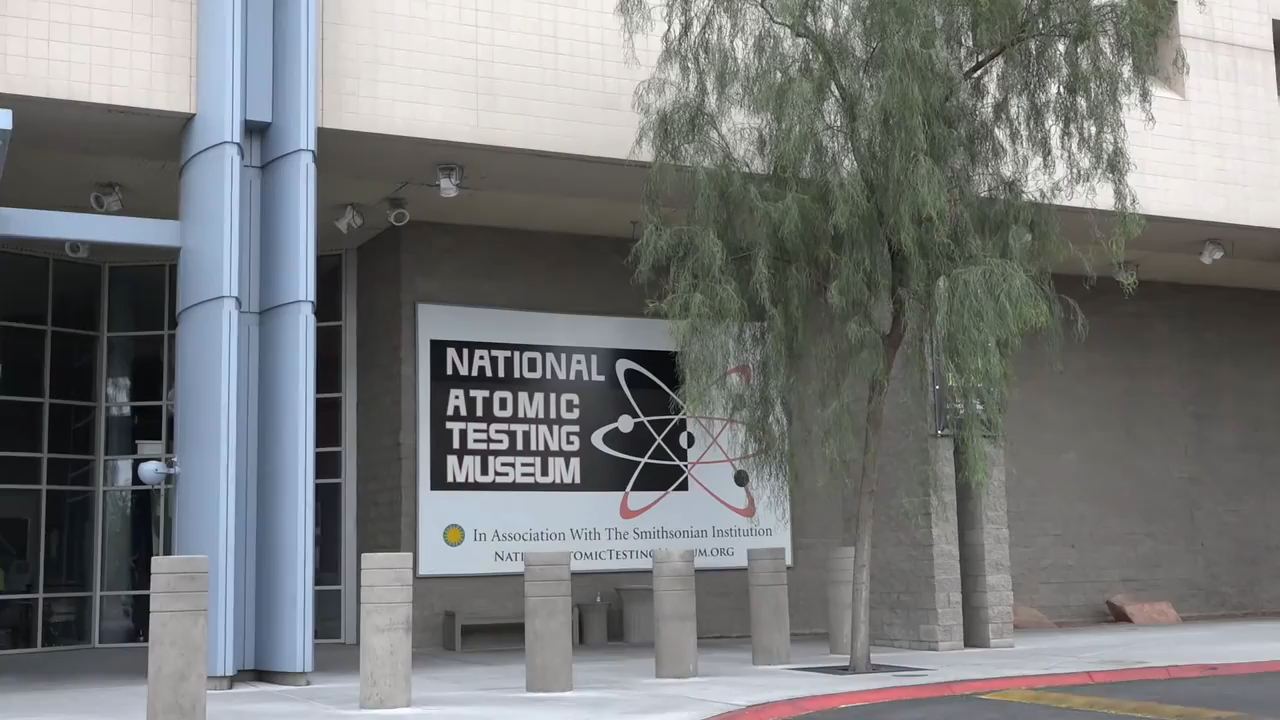 NATIONAL
ATOMIC
TESTING
MUSEUM
In Association With The Smithsonian Institution